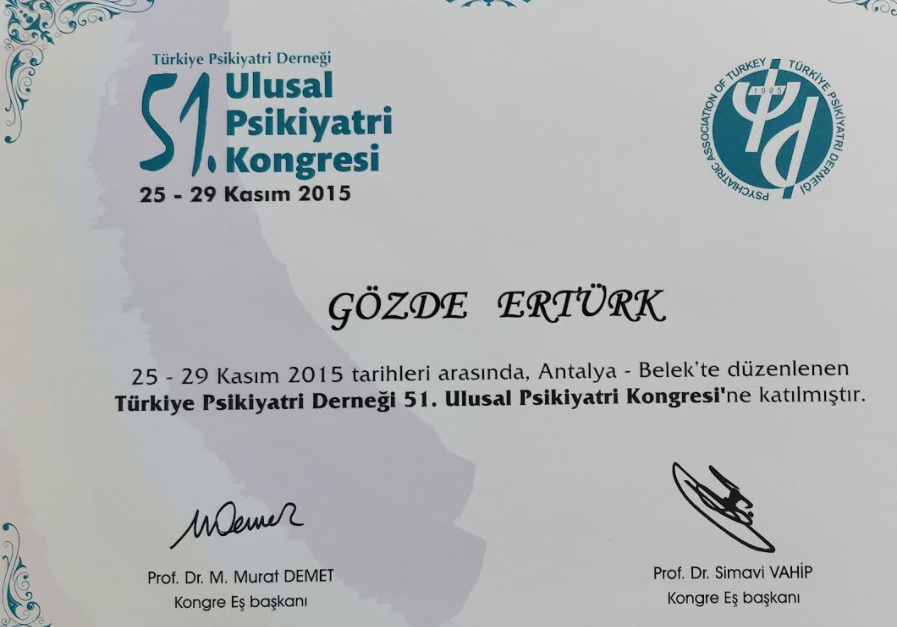 Türkiye Psikiyatri Derneği
51. Ulusal
Psikiyatri
Kongresi
25 - 29 Kasım 2015
PSYCHIATRIC ASSOCIATION OF TURKEY TÜRKİYE PSİKİYATRİ DERNEĞİ
1995
GÖZDE ERTÜRK
25 - 29 Kasım 2015 tarihleri arasında, Antalya - Belek'te düzenlenen
Türkiye Psikiyatri Derneği 51. Ulusal Psikiyatri Kongresi'ne katılmıştır.
Prof. Dr. M. Murat DEMET
Kongre Eş başkanı
Prof. Dr. Simavi VAHİP
Kongre Eş başkanı